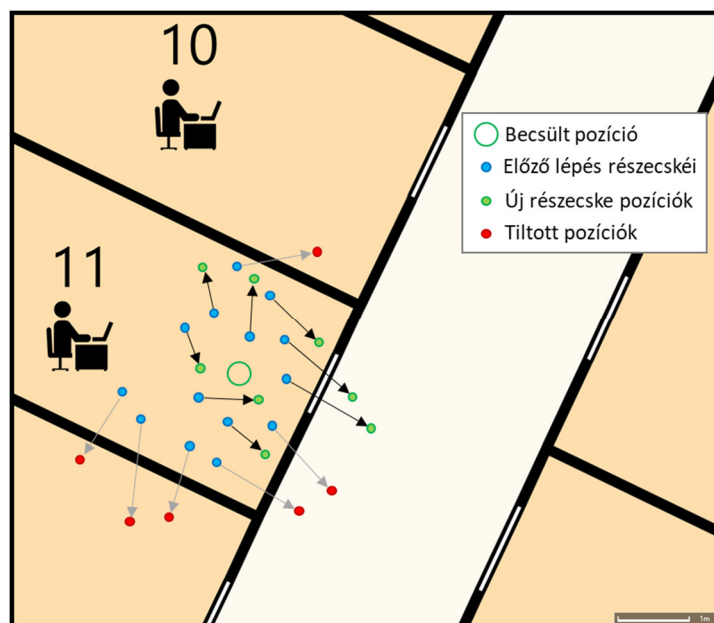 10
11
Becsült pozíció
Előző lépés részecskéi
Új részecske pozíciók
Tiltott pozíciók
1m